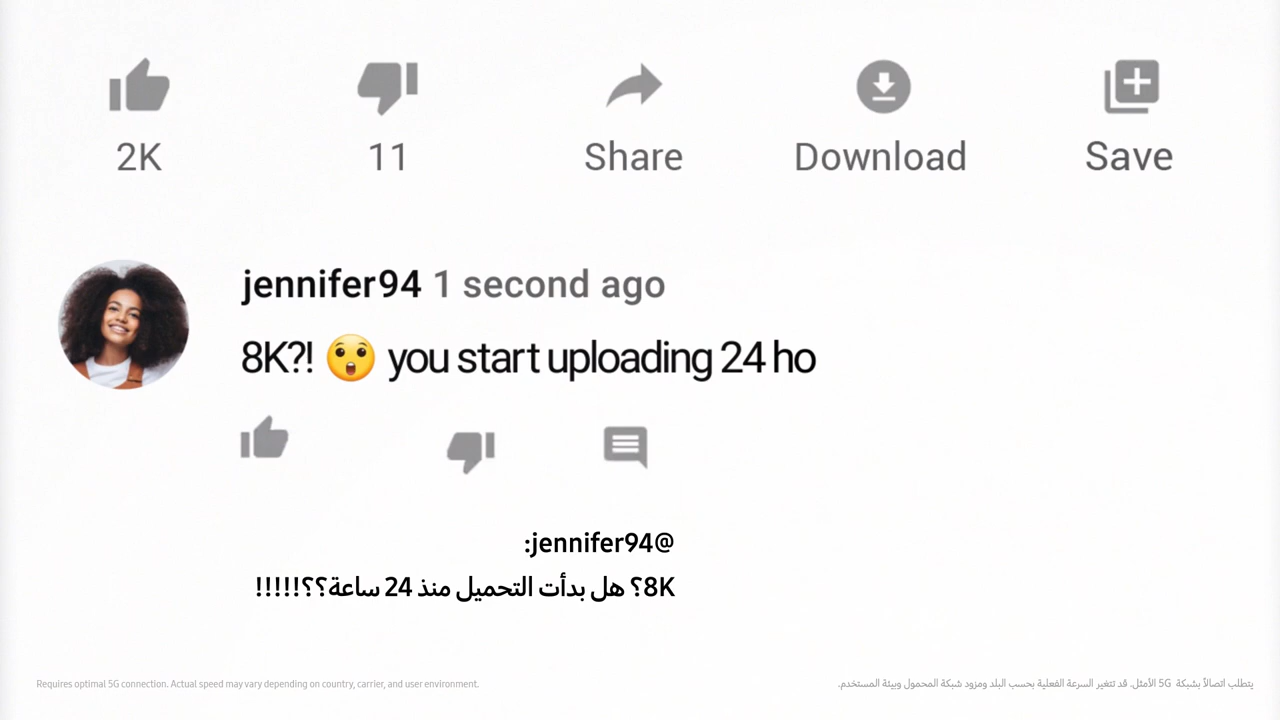 2K
11
Share
Download
Save
jennifer94 1 second ago
8K?! 😲 you start uploading 24 ho
@jennifer94:
8K؟ هل بدأت التحميل منذ 24 ساعة؟؟!!!!!
Requires optimal 5G connection. Actual speed may vary depending on country, carrier, and user environment.
يتطلب اتصالاً بشبكة 5G الأمثل. قد تتغير السرعة الفعلية بحسب البلد ومزود شبكة المحمول وبيئة المستخدم.